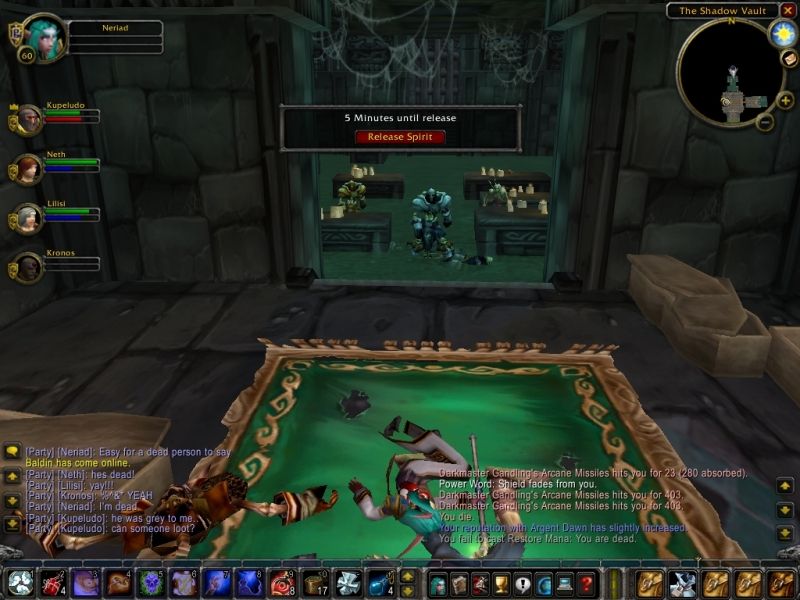 Neriad
60
The Shadow Vault
N
Kupeludo
5 Minutes until release
Release Spirit
Neth
Lilisi
Kronos
[Party] [Neriad]: Easy for a dead person to say
Baldin has come online.
[Party] [Neth]: hes dead!
[Party] [Lilisi]: yay!!!
[Party] [Kronos]: %^&* YEAH
[Party] [Neriad]: I'm dead
[Party] [Kupeludo]: he was grey to me.
[Party] [Kupeludo]: can someone loot?
Darkmaster Gandling's Arcane Missiles hits you for 23 (280 absorbed).
Power Word: Shield fades from you.
Darkmaster Gandling's Arcane Missiles hits you for 403.
Darkmaster Gandling's Arcane Missiles hits you for 403.
You die.
Your reputation with Argent Dawn has slightly increased.
You fail to cast Restore Mana: You are dead.